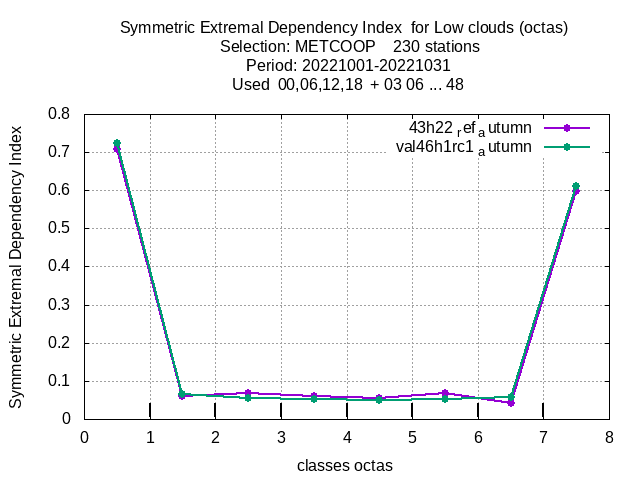 Symmetric Extremal Dependency Index for Low clouds (octas)
Selection: METCOOP 230 stations
Period: 20221001-20221031
Used 00,06,12,18 + 03 06 ... 48
43h22 refautumn
val46h1rc1 autumn
Symmetric Extremal Dependency Index
0.8
0.7
0.6
0.5
0.4
0.3
0.2
0.1
0
0 1 2 3 4 5 6 7 8
classes octas